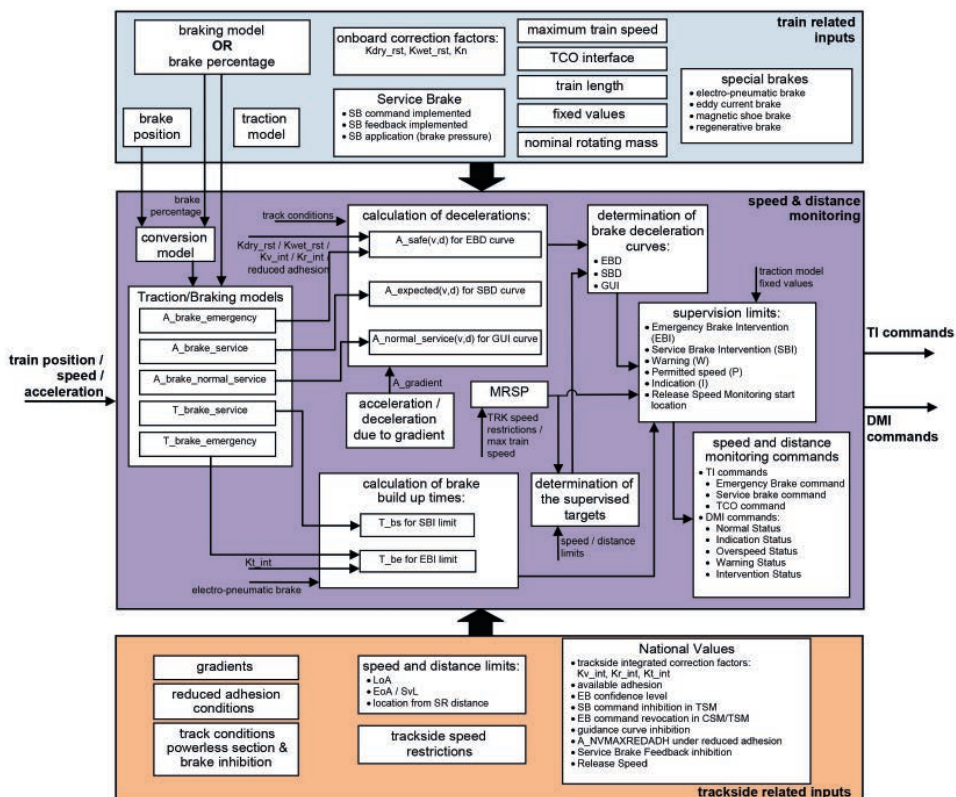 train related
inputs
braking model
OR
brake percentage
onboard correction factors:
Kdry_rst, Kwet_rst, Kn
maximum train speed
TCO interface
train length
fixed values
nominal rotating mass
special brakes
• electro-pneumatic brake
• eddy current brake
• magnetic shoe brake
• regenerative brake
Service Brake
• SB command implemented
• SB feedback implemented
• SB application (brake pressure)
brake
position
traction
model
speed & distance
monitoring
brake
percentage
track conditions
conversion
model
Kdry_rst / Kwet_rst /
Kv_int / Kr_int /
reduced adhesion
calculation of decelerations:
A_safe(v,d) for EBD curve
A_expected(v,d) for SBD curve
A_normal_service(v,d) for GUI curve
determination of
brake deceleration
curves:
• EBD
• SBD
• GUI
traction model
fixed values
Traction/Braking models
A_brake_emergency
A_brake_service
A_brake_normal_service
T_brake_service
T_brake_emergency
supervision limits:
• Emergency Brake Intervention
(EBI)
• Service Brake Intervention (SBI)
• Warning (W)
• Permitted speed (P)
• Indication (I)
• Release Speed Monitoring start
location
train position /
speed /
acceleration
TI commands
DMI
commands
A_gradient
acceleration /
deceleration
due to gradient
MRSP
TRK speed
restrictions /
max train
speed
determination of
the supervised
targets
speed / distance
limits
calculation of brake
build up times:
T_bs for SBI limit
T_be for EBI limit
Kt_int
electro-pneumatic brake
speed and distance
monitoring commands
• TI commands
• Emergency Brake command
• Service brake command
• TCO command
• DMI commands:
• Normal Status
• Indication Status
• Overspeed Status
• Warning Status
• Intervention Status
gradients
reduced adhesion
conditions
track conditions
powerless section &
brake inhibition
speed and distance limits:
• LoA
• EoA / SvL
• location from SR distance
trackside speed
restrictions
National Values
• trackside integrated correction factors:
Kv_int, Kr_int, Kt_int
• available adhesion
• EB confidence level
• SB command inhibition in TSM
• EB command revocation in CSM/TSM
• guidance curve inhibition
• A_NVMAXREDADH under reduced adhesion
• Service Brake Feedback inhibition
• Release Speed
trackside related inputs